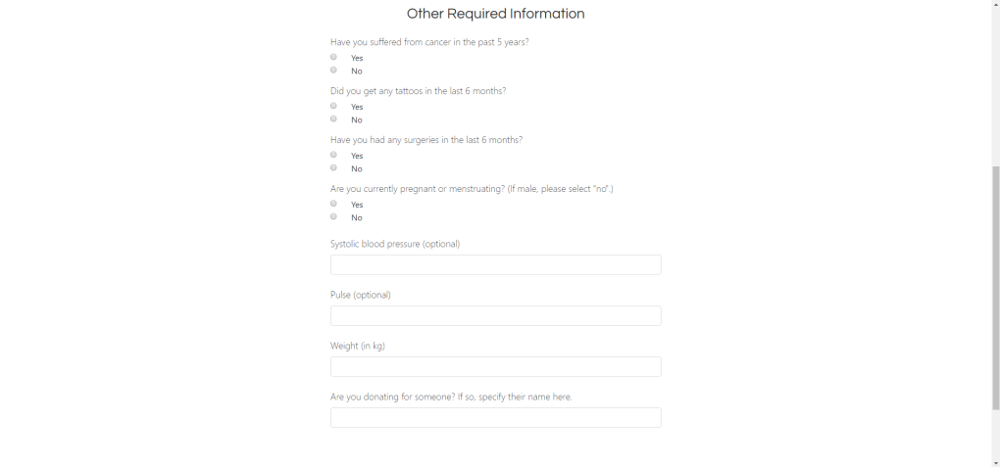 Other Required Information
Have you suffered from cancer in the past 5 years?
Yes
No
Did you get any tattoos in the last 6 months?
Yes
No
Have you had any surgeries in the last 6 months?
Yes
No
Are you currently pregnant or menstruating? (If male, please select "no".)
Yes
No
Systolic blood pressure (optional)
Pulse (optional)
Weight (in kg)
Are you donating for someone? If so, specify their name here.